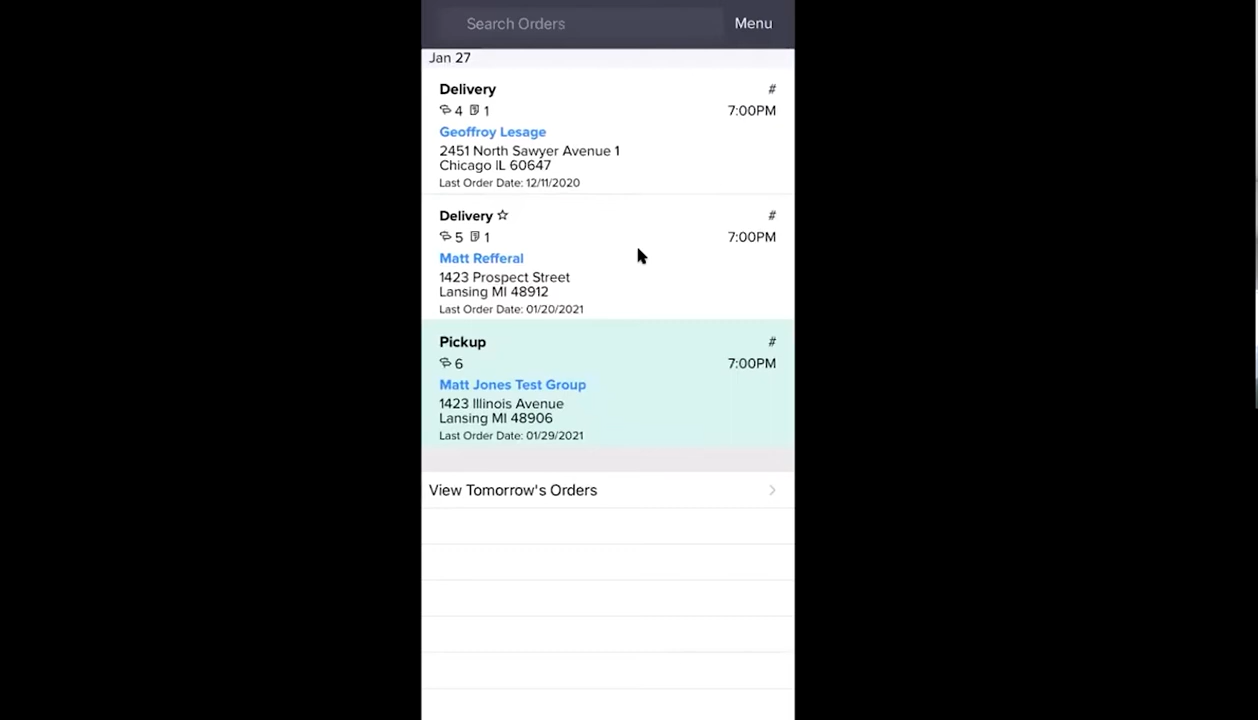 Search Orders
Menu
Jan 27
Delivery #
4 1 7:00PM
Geoffroy Lesage
2451 North Sawyer Avenue 1
Chicago IL 60647
Last Order Date: 12/11/2020
Delivery ☆ #
5 1 7:00PM
Matt Refferal
1423 Prospect Street
Lansing MI 48912
Last Order Date: 01/20/2021
Pickup #
6 7:00PM
Matt Jones Test Group
1423 Illinois Avenue
Lansing MI 48906
Last Order Date: 01/29/2021
View Tomorrow's Orders